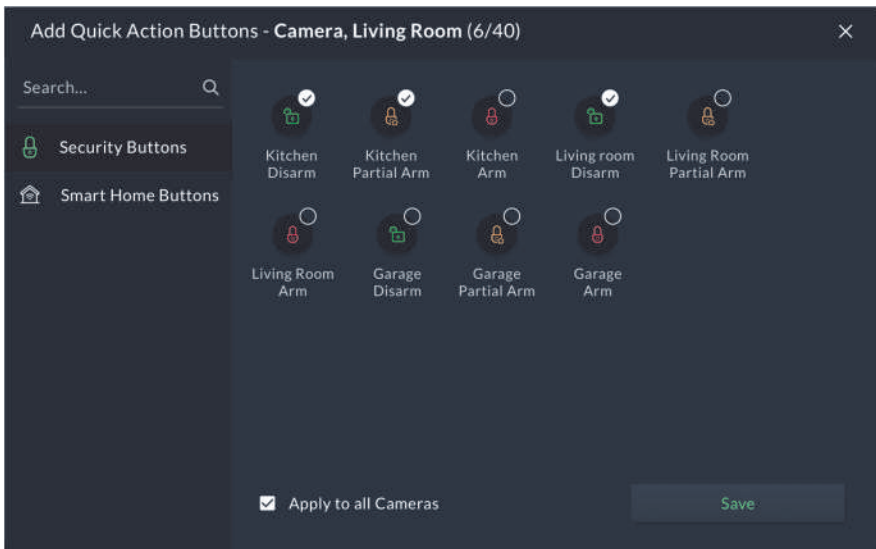 Add Quick Action Buttons - Camera, Living Room (6/40)
Search...
Security Buttons
Smart Home Buttons
Kitchen
Disarm
Kitchen
Partial Arm
Kitchen
Arm
Living room
Disarm
Living Room
Partial Arm
Living Room
Arm
Garage
Disarm
Garage
Partial Arm
Garage
Arm
Apply to all Cameras
Save